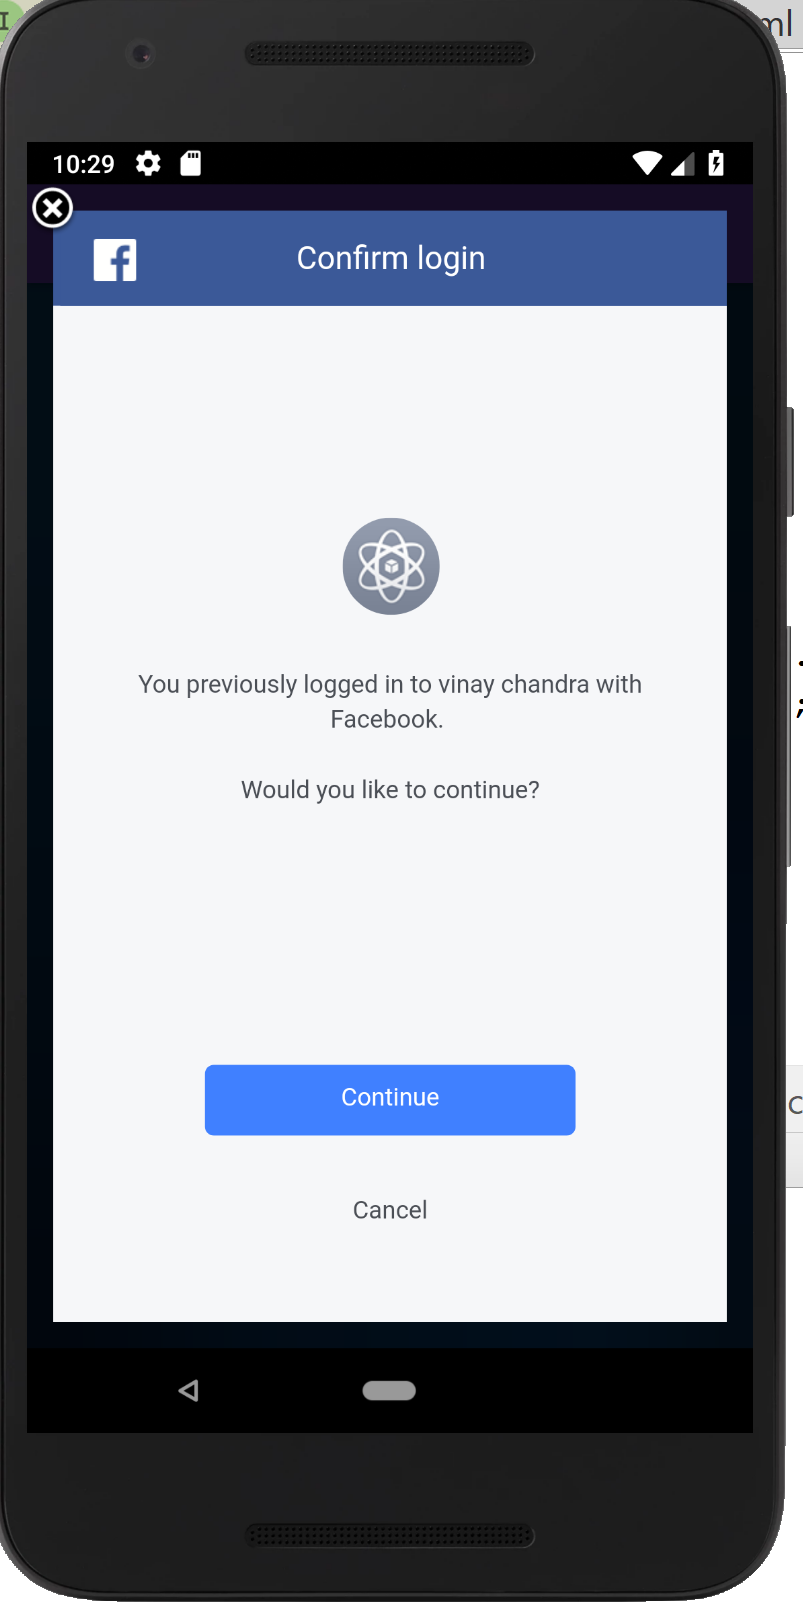 ml
10:29
Confirm login
You previously logged in to vinay chandra with
Facebook.
Would you like to continue?
Continue
Cancel